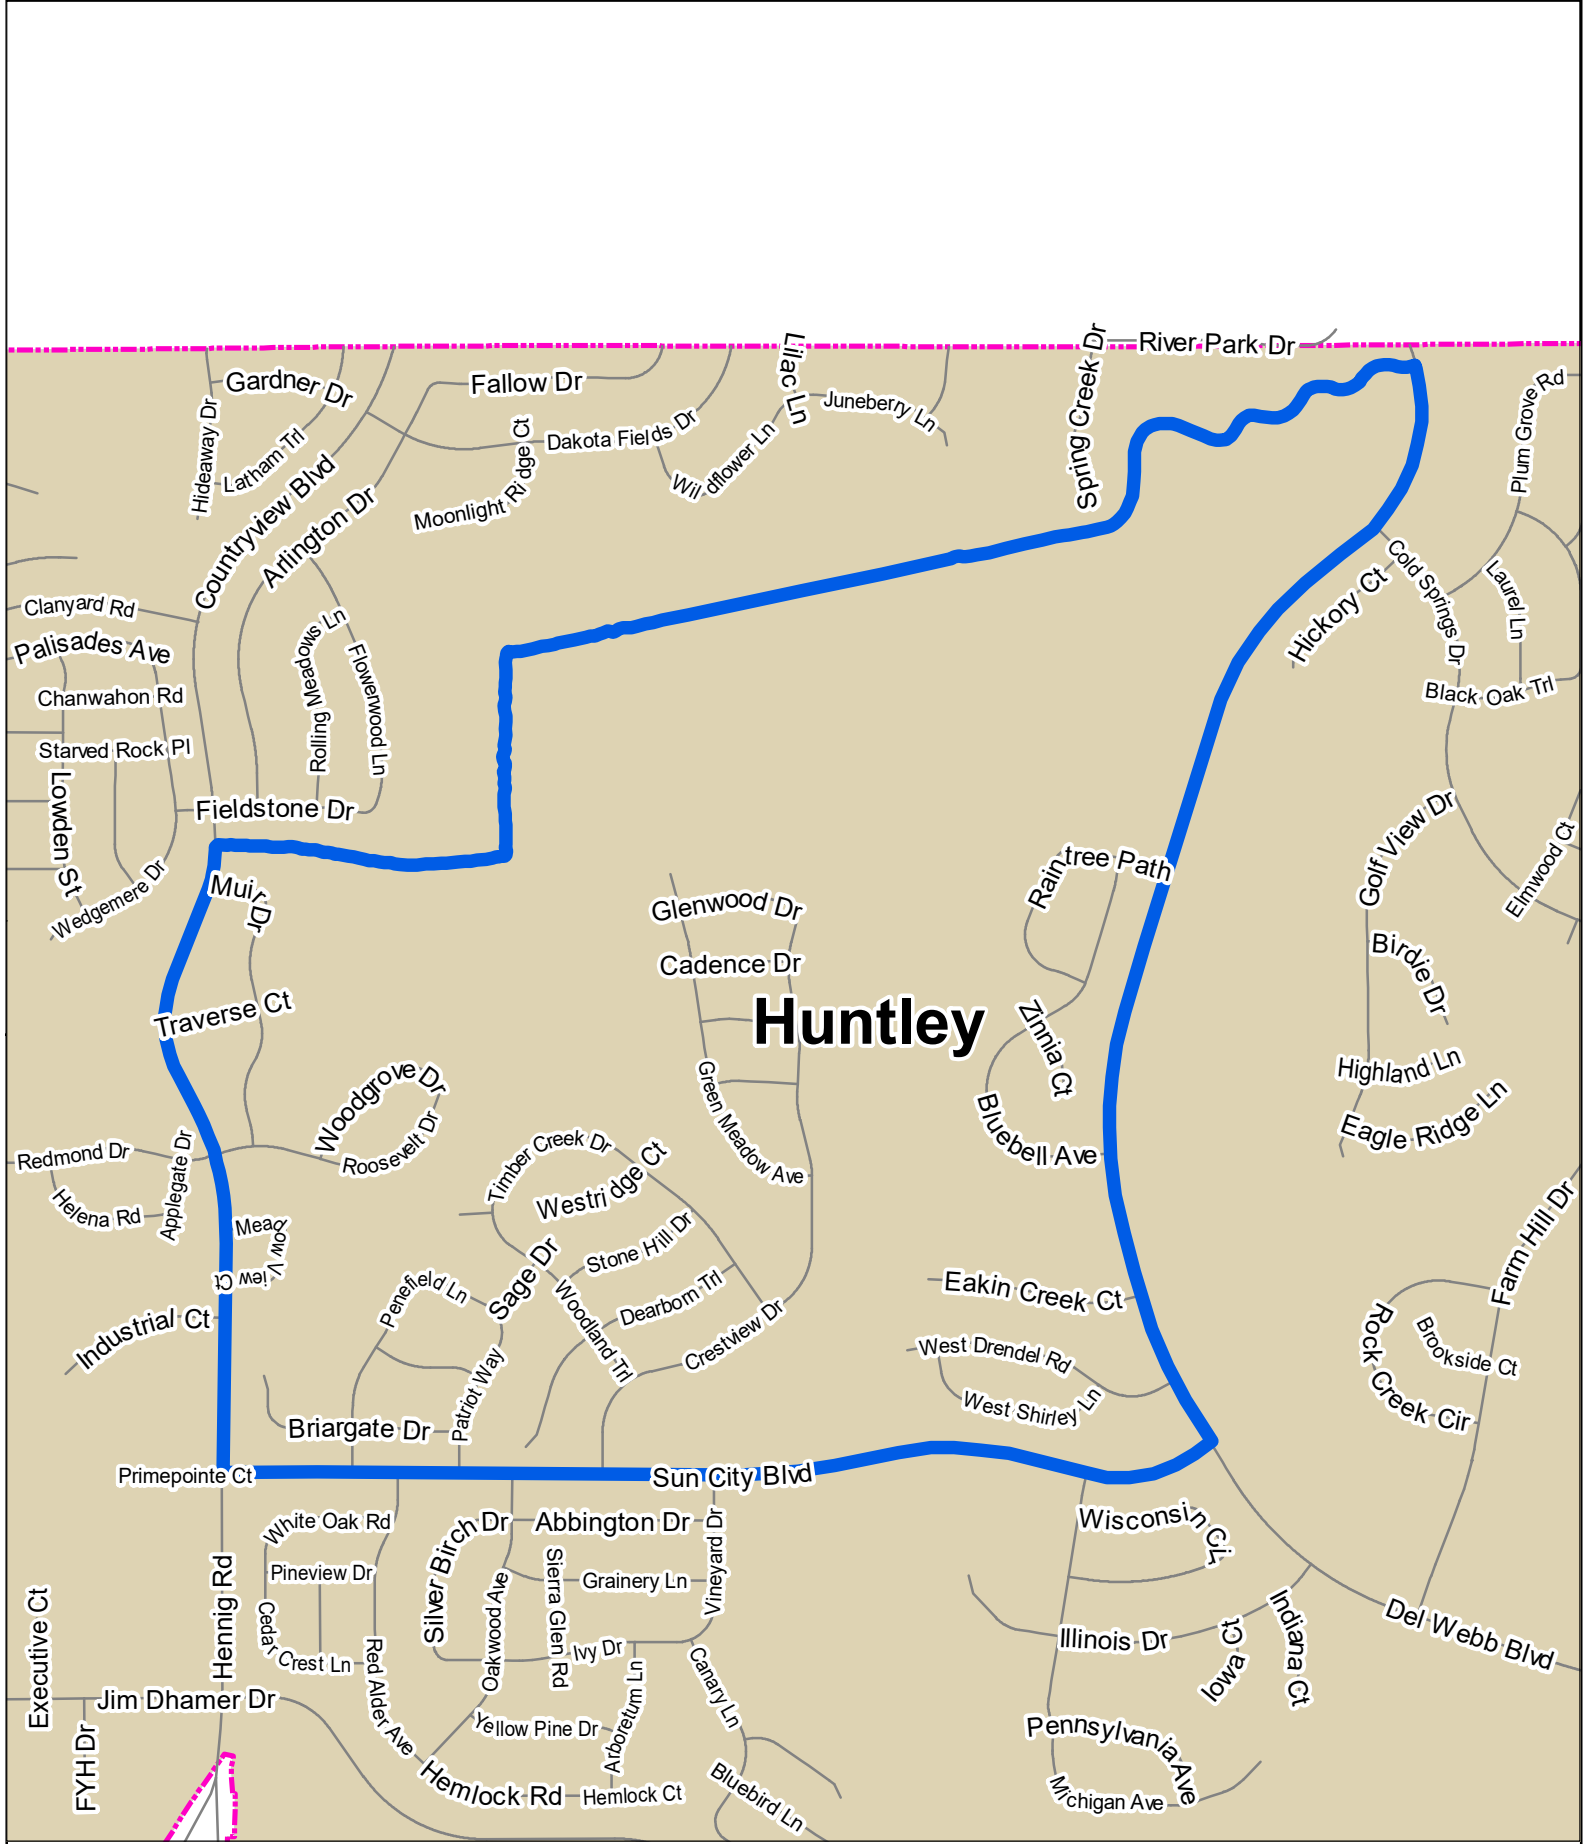 River Park Dr
Lilac Ln
Spring Creek Dr
Gardner Dr
Fallow Dr
Juneberry Ln
Plum Grove Rd
Hideaway Dr
Latham Trl
Dakota Fields Dr
Wildflower Ln
Moonlight Ridge Ct
Countryview Blvd
Arlington Dr
Cold Springs Dr
Laurel Ln
Hickory Ct
Clanyard Rd
Palisades Ave
Rolling Meadows Ln
Flowerwood Ln
Chanwahon Rd
Black Oak Trl
Starved Rock Pl
Lowden St
Fieldstone Dr
Golf View Dr
Elmwood Ct
Raintree Path
Wedgemere Dr
Muir Dr
Glenwood Dr
Birdie Dr
Cadence Dr
Traverse Ct
Huntley
Zinnia Ct
Highland Ln
Woodgrove Dr
Green Meadow Ave
Eagle Ridge Ln
Bluebell Ave
Redmond Dr
Roosevelt Dr
Timber Creek Dr
Westridge Ct
Applegate Dr
Helena Rd
Meadow View Ct
Stone Hill Dr
Farm Hill Dr
Sage Dr
Penefield Ln
Woodland Trl
Dearborn Trl
Eakin Creek Ct
Industrial Ct
Crestview Dr
Rock Creek Cir
Brookside Ct
West Drendel Rd
West Shirley Ln
Patriot Way
Briargate Dr
Primepointe Ct
Sun City Blvd
White Oak Rd
Silver Birch Dr
Abbington Dr
Vineyard Dr
Wisconsin Cir
Pineview Dr
Sierra Glen Rd
Grainery Ln
Oakwood Ave
Executive Ct
Hennig Rd
Cedar Crest Ln
Ivy Dr
Illinois Dr
Iowa Ct
Indiana Ct
Del Webb Blvd
Red Alder Ave
Canary Ln
Arboretum Ln
Jim Dhamer Dr
Yellow Pine Dr
Pennsylvania Ave
FYH Dr
Hemlock Rd
Hemlock Ct
Bluebird Ln
Michigan Ave